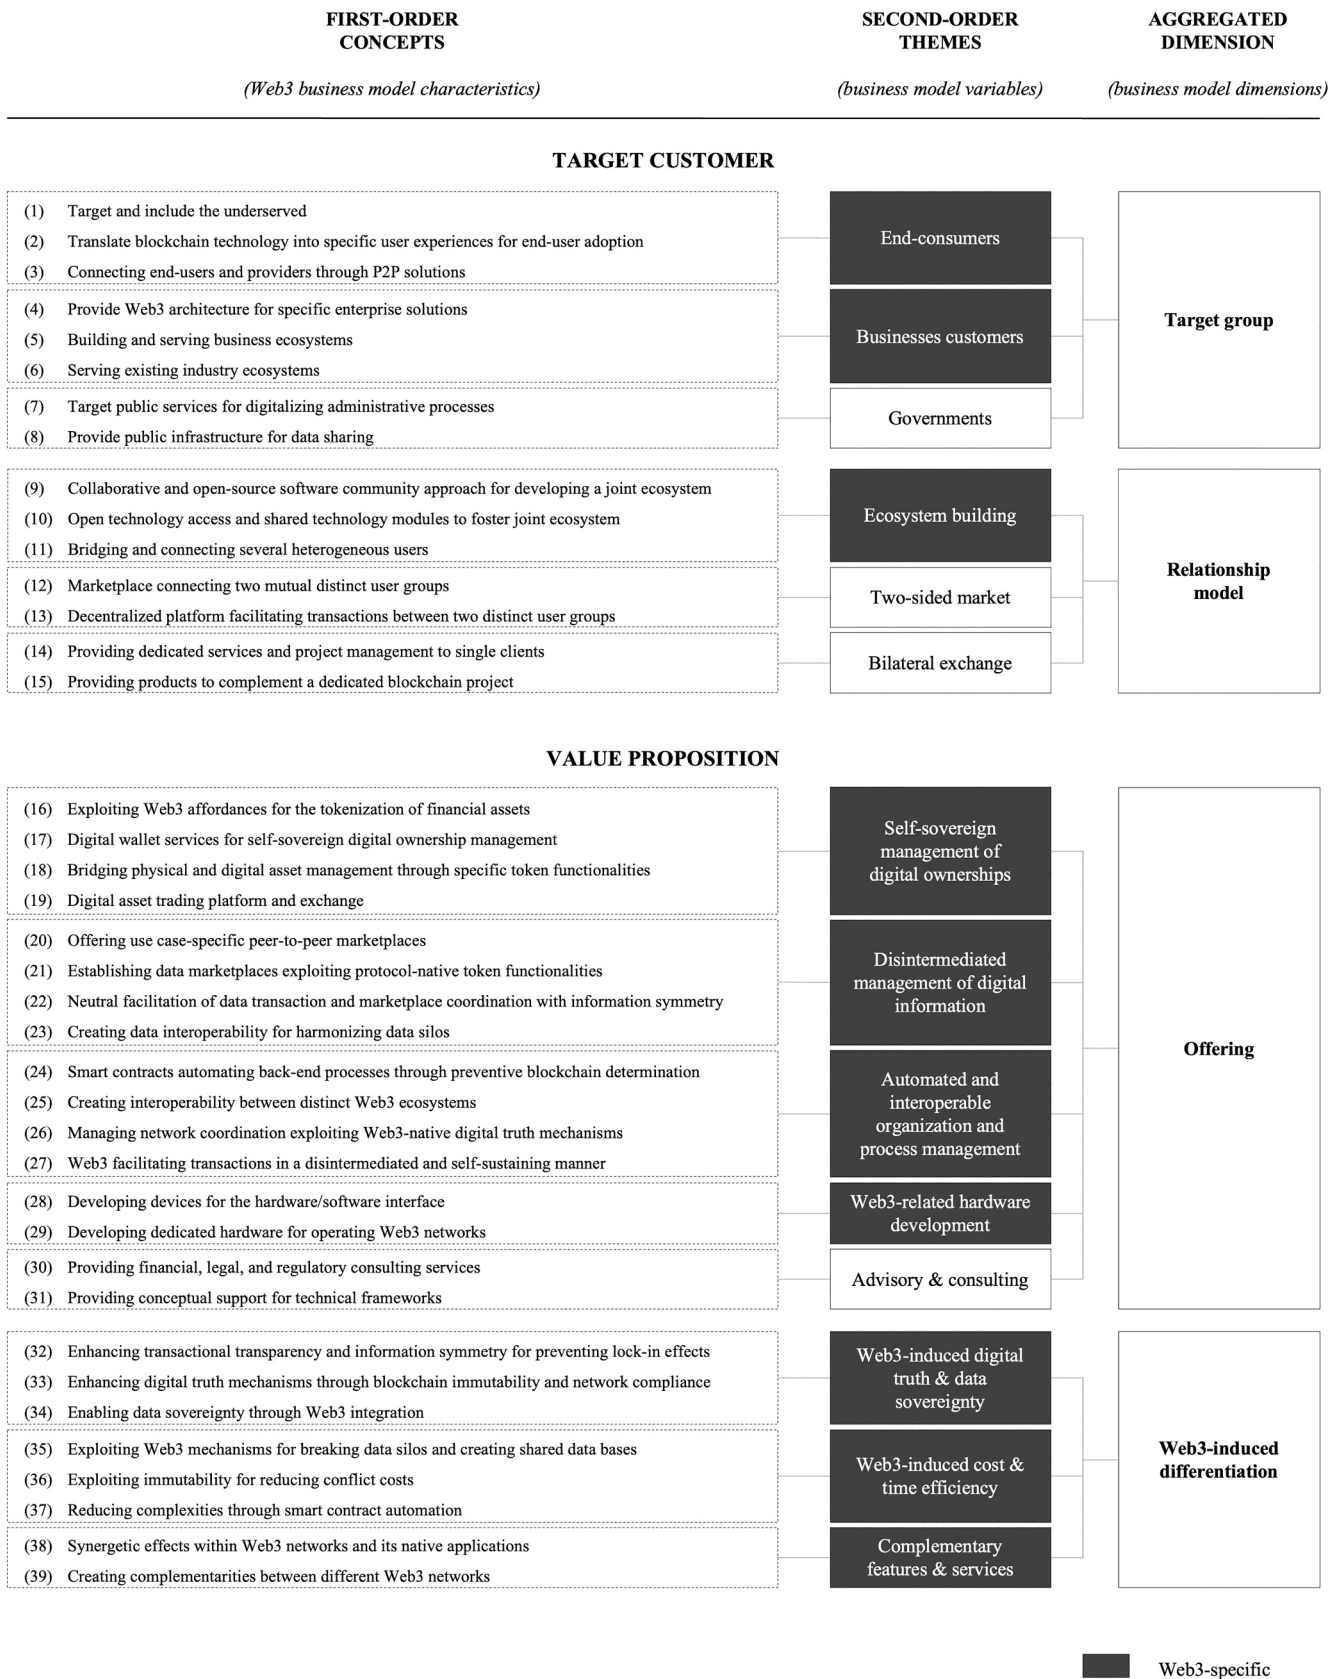 FIRST-ORDER
CONCEPTS
(Web3 business model characteristics)
SECOND-ORDER
THEMES
(business model variables)
AGGREGATED
DIMENSION
(business model dimensions)
TARGET CUSTOMER
(1) Target and include the underserved
(2) Translate blockchain technology into specific user experiences for end-user adoption
(3) Connecting end-users and providers through P2P solutions
End-consumers
(4) Provide Web3 architecture for specific enterprise solutions
(5) Building and serving business ecosystems
(6) Serving existing industry ecosystems
Businesses customers
(7) Target public services for digitalizing administrative processes
(8) Provide public infrastructure for data sharing
Governments
Target group
(9) Collaborative and open-source software community approach for developing a joint ecosystem
(10) Open technology access and shared technology modules to foster joint ecosystem
(11) Bridging and connecting several heterogeneous users
Ecosystem building
(12) Marketplace connecting two mutual distinct user groups
(13) Decentralized platform facilitating transactions between two distinct user groups
Two-sided market
(14) Providing dedicated services and project management to single clients
(15) Providing products to complement a dedicated blockchain project
Bilateral exchange
Relationship
model
VALUE PROPOSITION
(16) Exploiting Web3 affordances for the tokenization of financial assets
(17) Digital wallet services for self-sovereign digital ownership management
(18) Bridging physical and digital asset management through specific token functionalities
(19) Digital asset trading platform and exchange
Self-sovereign
management of
digital ownerships
(20) Offering use case-specific peer-to-peer marketplaces
(21) Establishing data marketplaces exploiting protocol-native token functionalities
(22) Neutral facilitation of data transaction and marketplace coordination with information symmetry
(23) Creating data interoperability for harmonizing data silos
Disintermediated
management of digital
information
(24) Smart contracts automating back-end processes through preventive blockchain determination
(25) Creating interoperability between distinct Web3 ecosystems
(26) Managing network coordination exploiting Web3-native digital truth mechanisms
(27) Web3 facilitating transactions in a disintermediated and self-sustaining manner
Automated and
interoperable
organization and
process management
(28) Developing devices for the hardware/software interface
(29) Developing dedicated hardware for operating Web3 networks
Web3-related hardware
development
(30) Providing financial, legal, and regulatory consulting services
(31) Providing conceptual support for technical frameworks
Advisory & consulting
Offering
(32) Enhancing transactional transparency and information symmetry for preventing lock-in effects
(33) Enhancing digital truth mechanisms through blockchain immutability and network compliance
(34) Enabling data sovereignty through Web3 integration
Web3-induced digital
truth & data
sovereignty
(35) Exploiting Web3 mechanisms for breaking data silos and creating shared data bases
(36) Exploiting immutability for reducing conflict costs
(37) Reducing complexities through smart contract automation
Web3-induced cost &
time efficiency
(38) Synergetic effects within Web3 networks and its native applications
(39) Creating complementarities between different Web3 networks
Complementary
features & services
Web3-induced
differentiation
Web3-specific